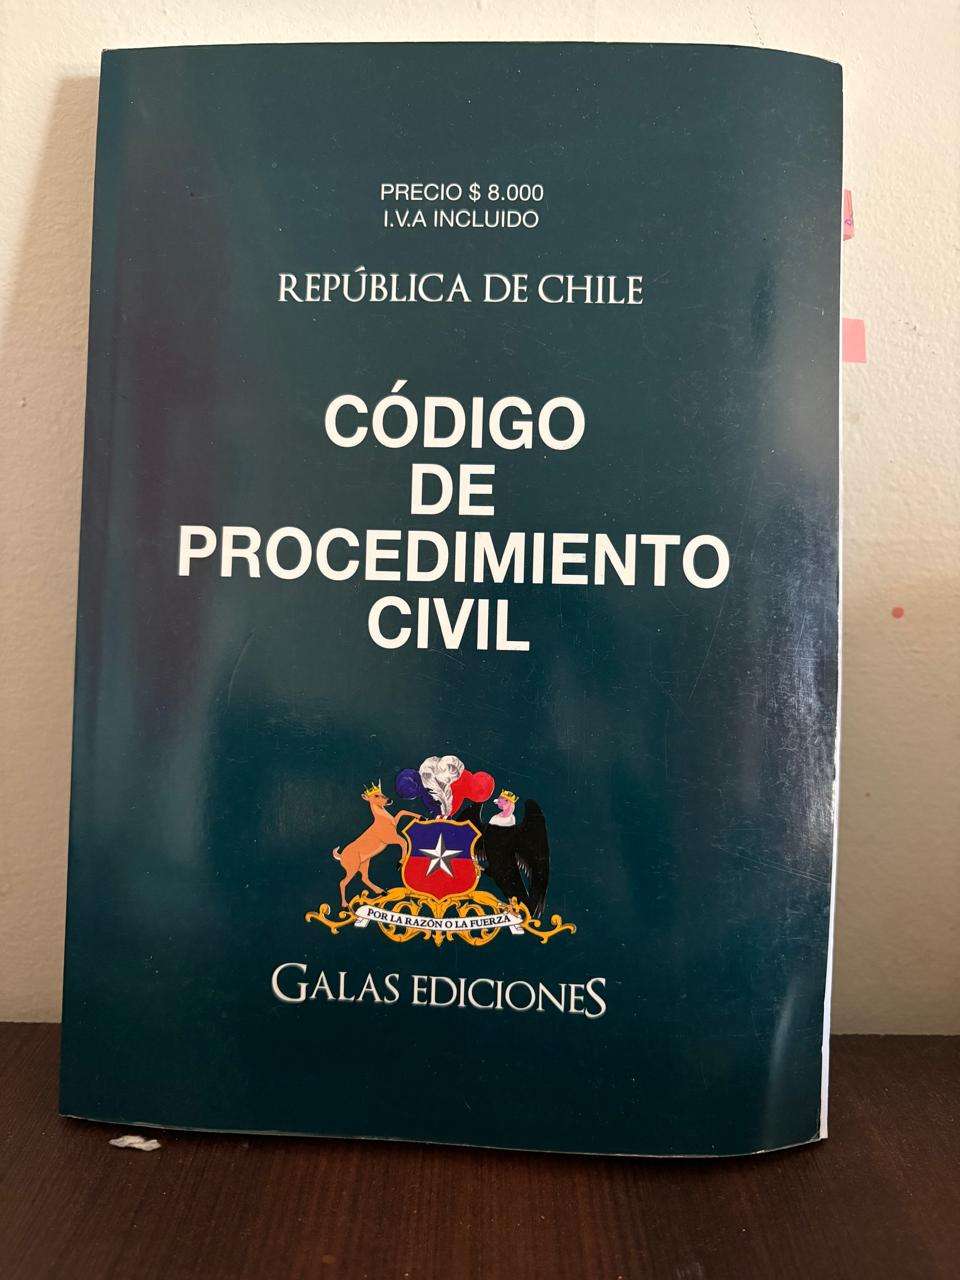 PRECIO $ 8.000
I.V.A INCLUIDO
REPÚBLICA DE CHILE
CÓDIGO
DE
PROCEDIMIENTO
CIVIL
POR LA RAZÓN O LA FUERZA
GALAS EDICIONES